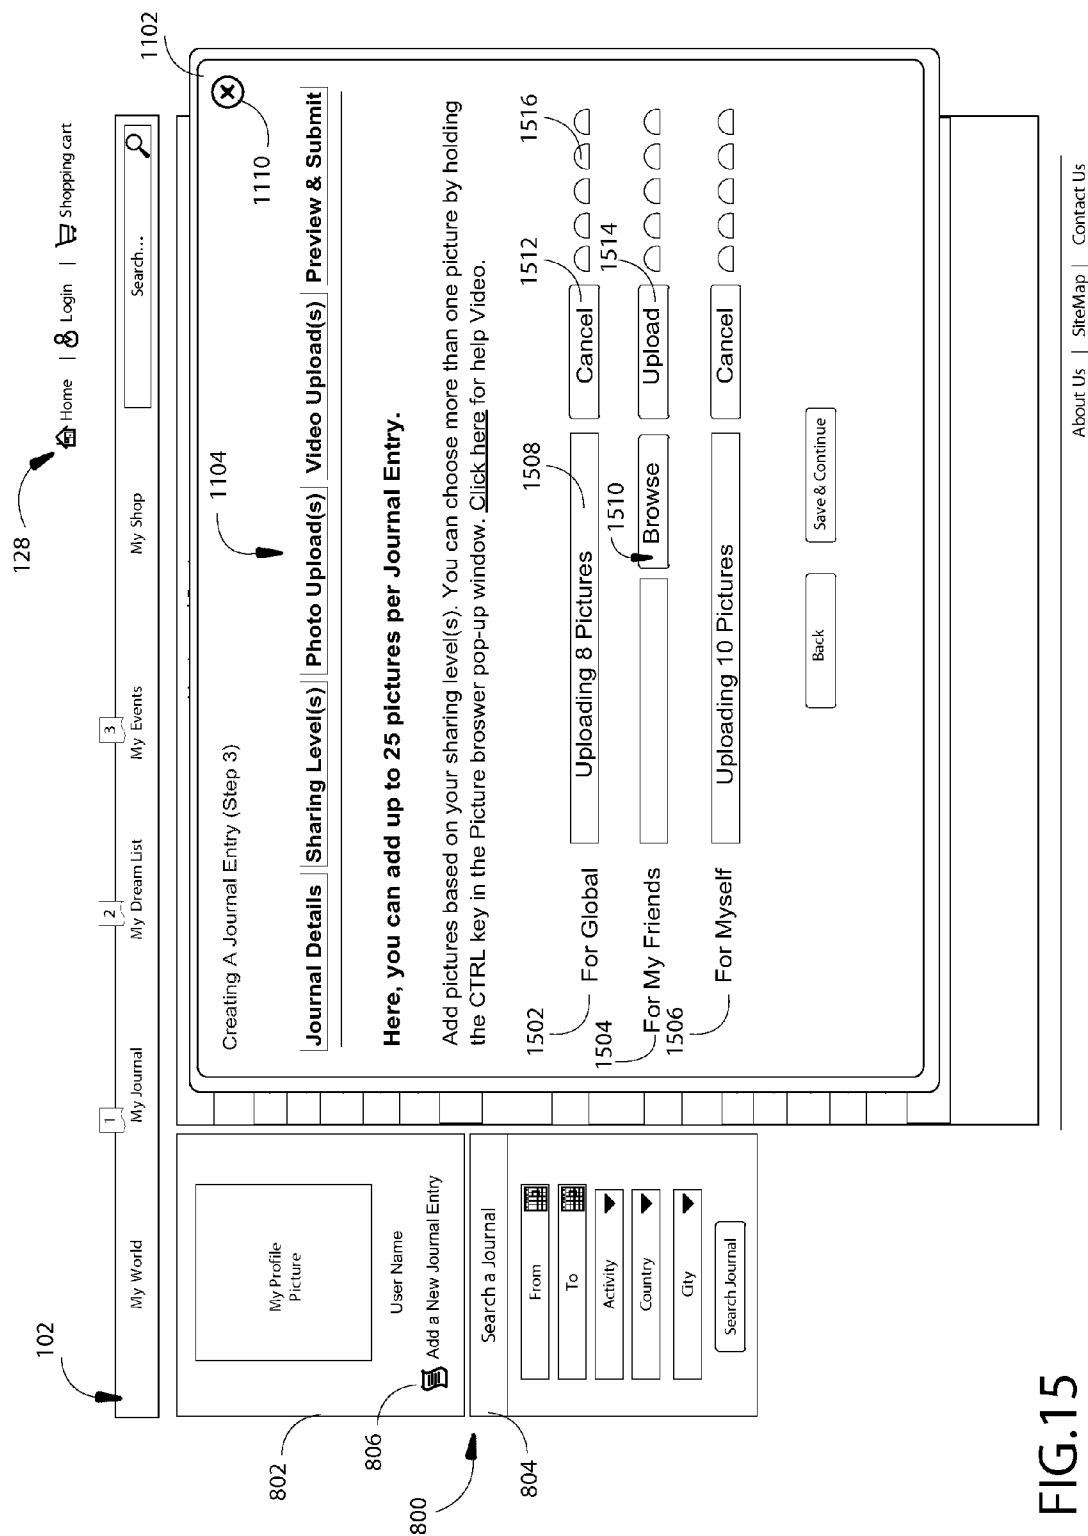 128
Home | Login | Shopping cart
102
1 2 3
My World My Journal My Dream List My Events My Shop Search...
1102
802
My Profile
Picture
User Name
806
Add a New Journal Entry
800
804
Search a Journal
From
To
Activity
Country
City
Search Journal
Creating A Journal Entry (Step 3)
1104
1110
Journal Details Sharing Level(s) Photo Upload(s) Video Upload(s) Preview & Submit
Here, you can add up to 25 pictures per Journal Entry.
Add pictures based on your sharing level(s). You can choose more than one picture by holding
the CTRL key in the Picture broswer pop-up window. Click here for help Video.
1502 1508 1512 1516
For Global Uploading 8 Pictures Cancel
1504 1510 1514
For My Friends Browse Upload
1506
For Myself Uploading 10 Pictures Cancel
Back Save & Continue
About Us | SiteMap | Contact Us
FIG.15